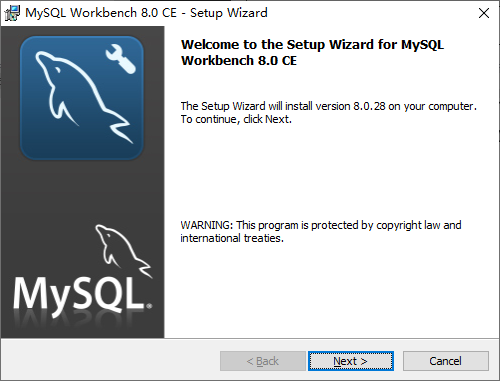 MySQL Workbench 8.0 CE - Setup Wizard
Welcome to the Setup Wizard for MySQL
Workbench 8.0 CE
The Setup Wizard will install version 8.0.28 on your computer.
To continue, click Next.
WARNING: This program is protected by copyright law and
international treaties.
MySQL®
< Back
Next >
Cancel